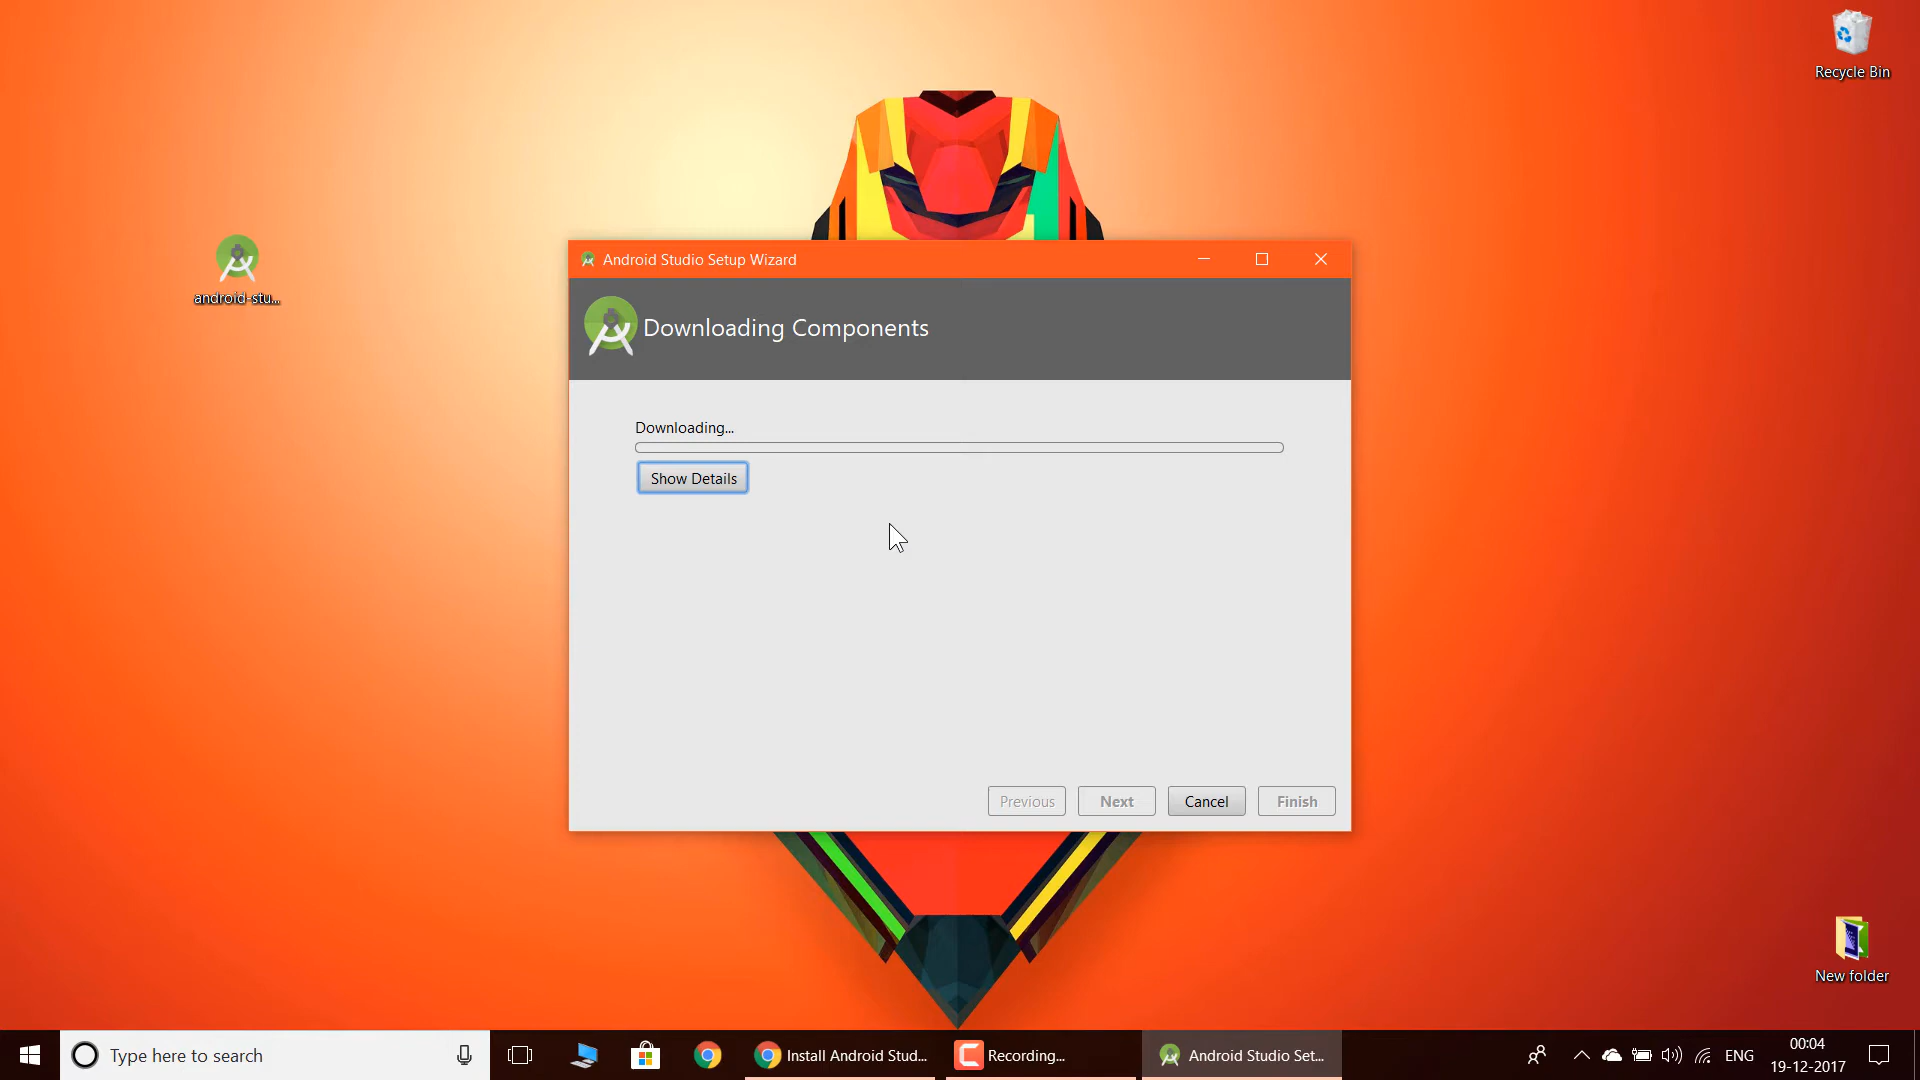 Recycle Bin
android-stu...
Android Studio Setup Wizard
Downloading Components
Downloading...
Show Details
Previous
Next
Cancel
Finish
New folder
Type here to search
Install Android Stud...
Recording...
Android Studio Set...
ENG
00:04
19-12-2017